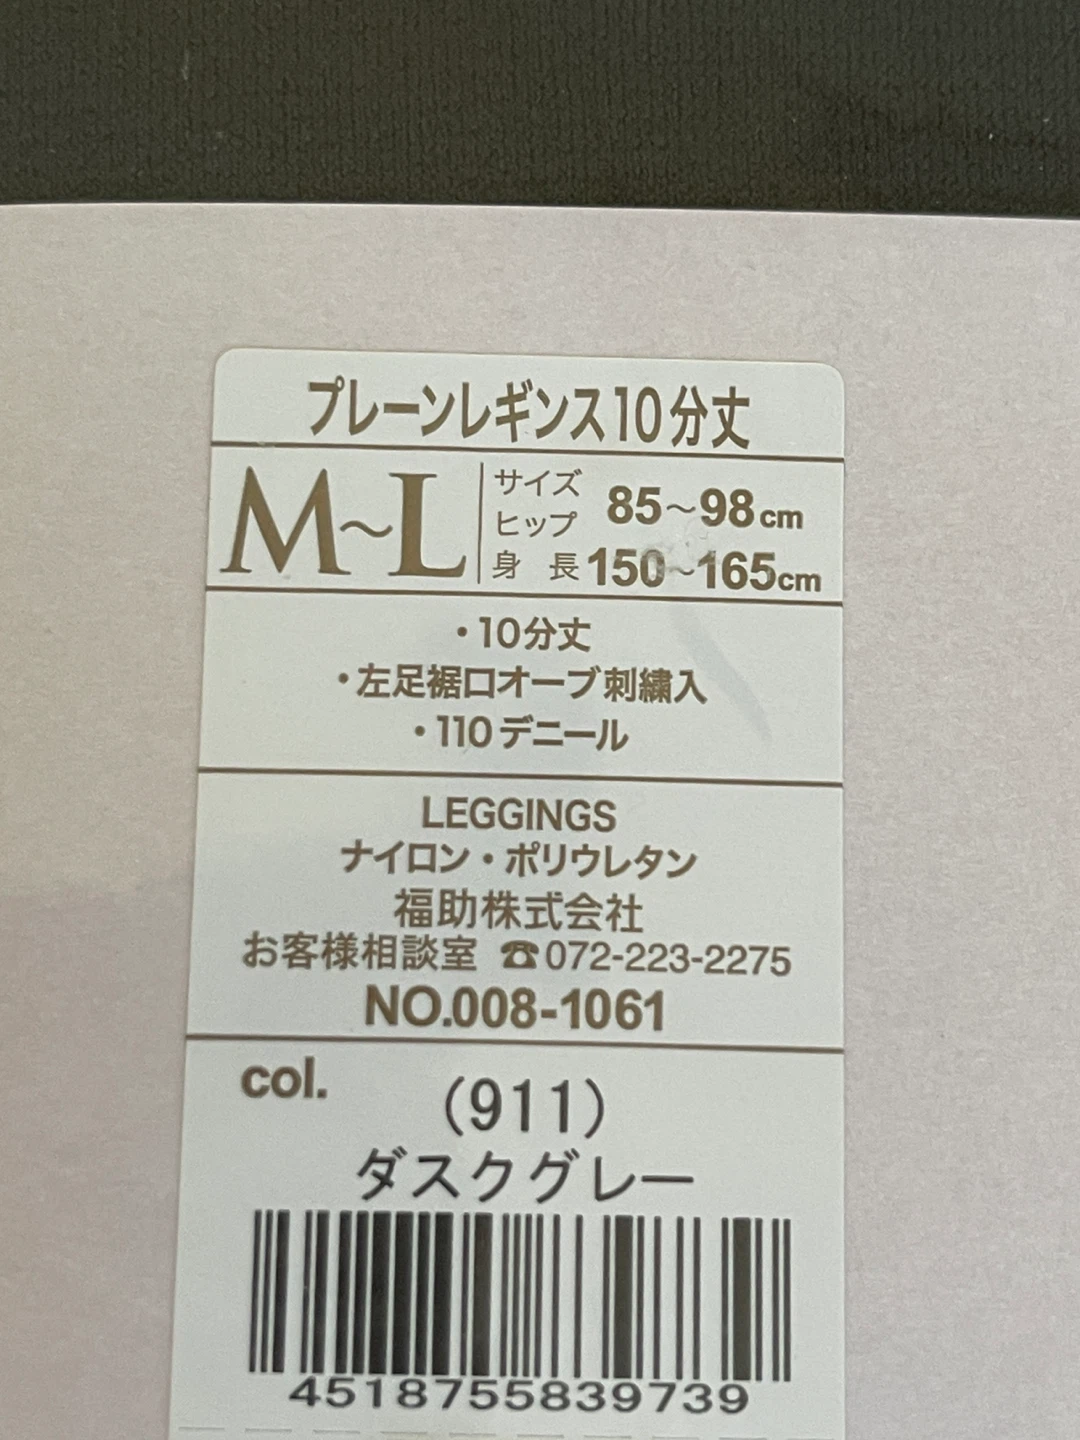 プレーンレギンス10分丈
M～L
サイズ
ヒップ 85～98cm
身長 150～165cm
・10分丈
・左足裾口オーブ刺繍入
・110デニール
LEGGINGS
ナイロン・ポリウレタン
福助株式会社
お客様相談室 ☎072-223-2275
NO.008-1061
col.
(911)
ダスクグレー
4518755839739